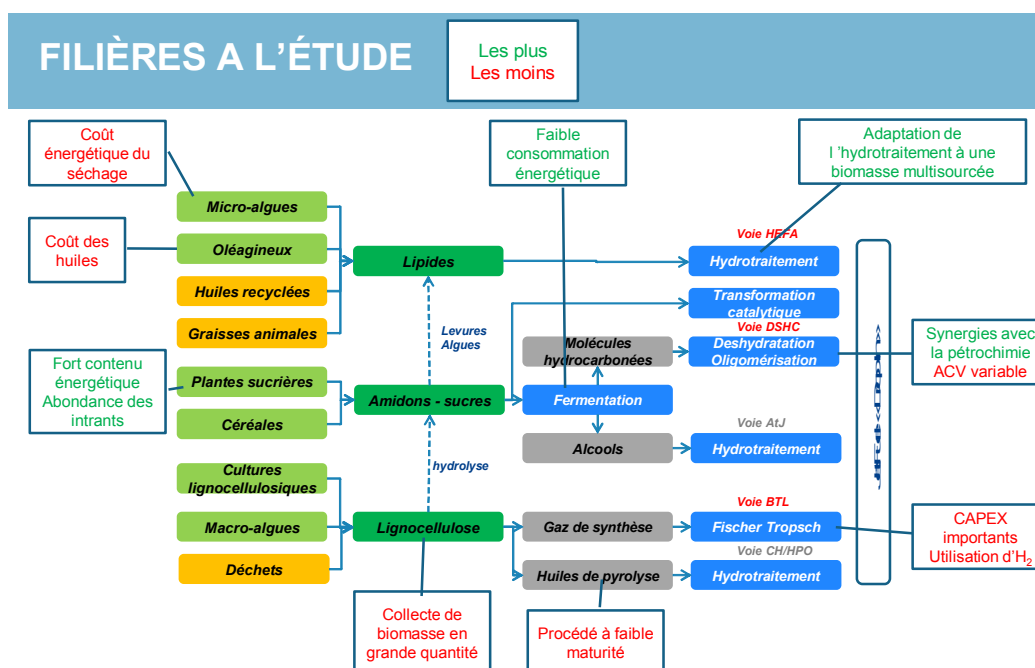 FILIÈRES A L'ÉTUDE
Les plus
Les moins
Coût
énergétique du
séchage
Faible
consommation
énergétique
Adaptation de
l 'hydrotraitement à une
biomasse multisourcée
Micro-algues
Coût des
huiles
Oléagineux
Lipides
Voie HEFA
Hydrotraitement
Huiles recyclées
Transformation
catalytique
Graisses animales
Levures
Algues
Molécules
hydrocarbonées
Voie DSHC
Deshydratation
Oligomérisation
Synergies avec
la pétrochimie
ACV variable
Fort contenu
énergétique
Abondance des
intrants
Plantes sucrières
Amidons - sucres
Fermentation
Céréales
Voie AtJ
Alcools
Hydrotraitement
hydrolyse
Cultures
lignocellulosiques
Voie BTL
Macro-algues
Lignocellulose
Gaz de synthèse
Fischer Tropsch
CAPEX
importants
Utilisation d'H2
Voie CH/HPO
Déchets
Huiles de pyrolyse
Hydrotraitement
Collecte de
biomasse en
grande quantité
Procédé à faible
maturité